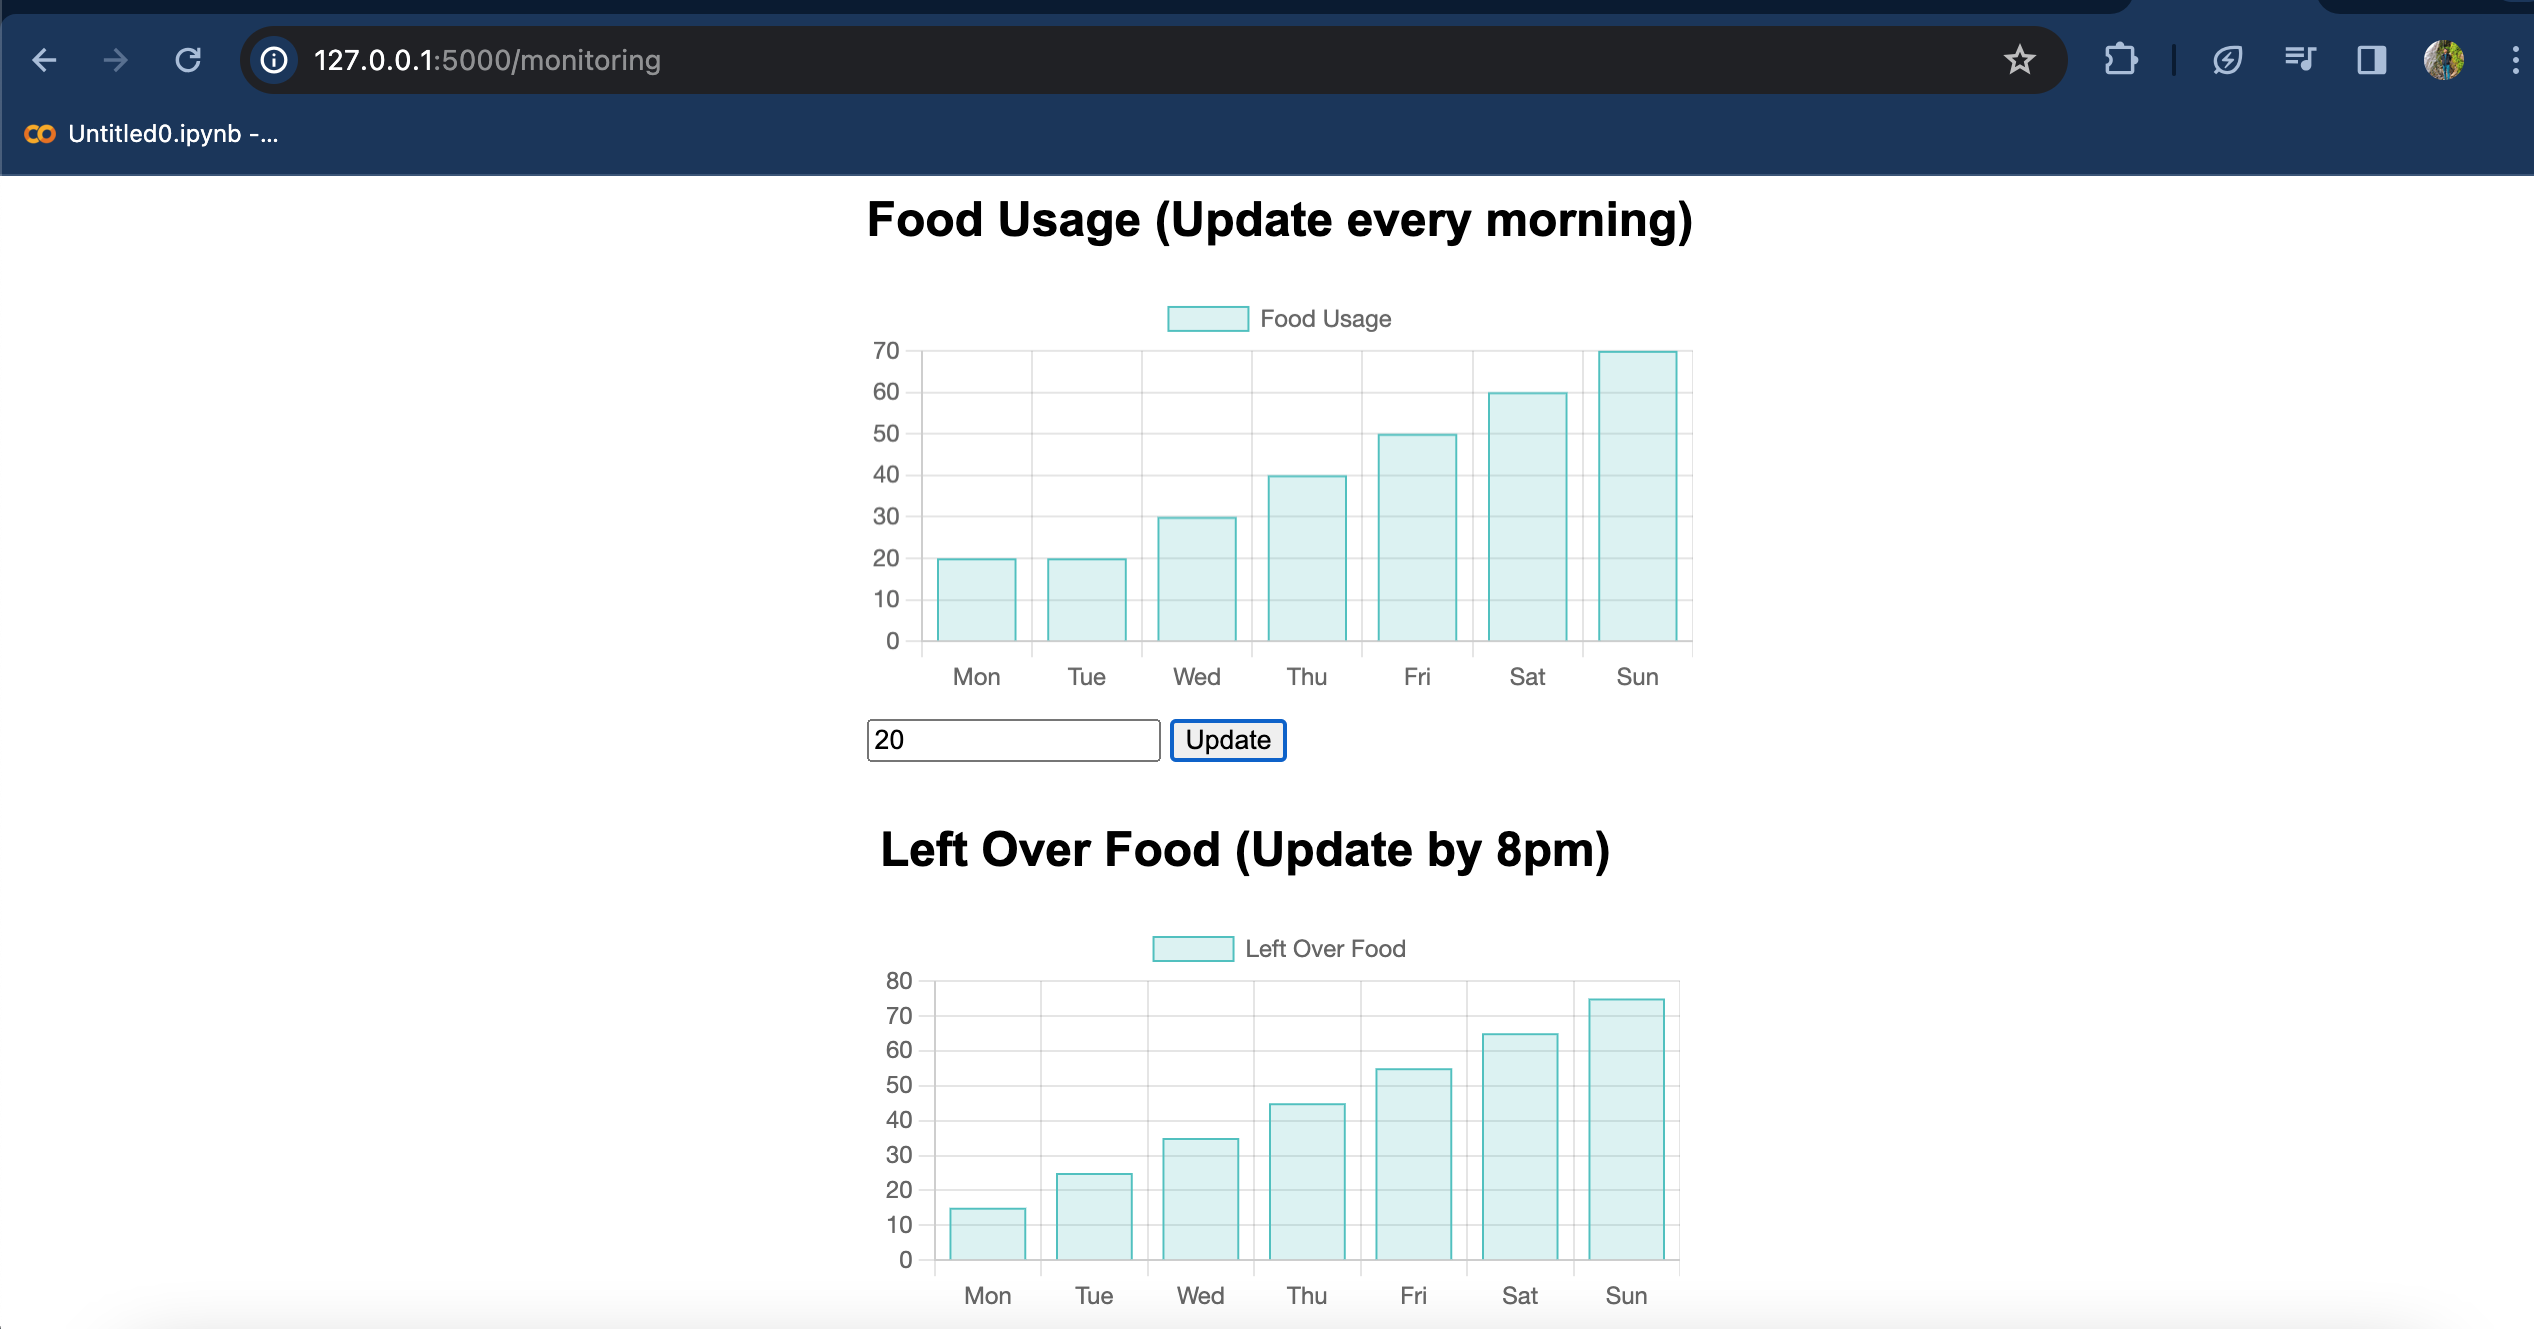 127.0.0.1:5000/monitoring
Untitled0.ipynb -...
Food Usage (Update every morning)
Food Usage
70
60
50
40
30
20
10
0
Mon Tue Wed Thu Fri Sat Sun
20 Update
Left Over Food (Update by 8pm)
Left Over Food
80
70
60
50
40
30
20
10
0
Mon Tue Wed Thu Fri Sat Sun